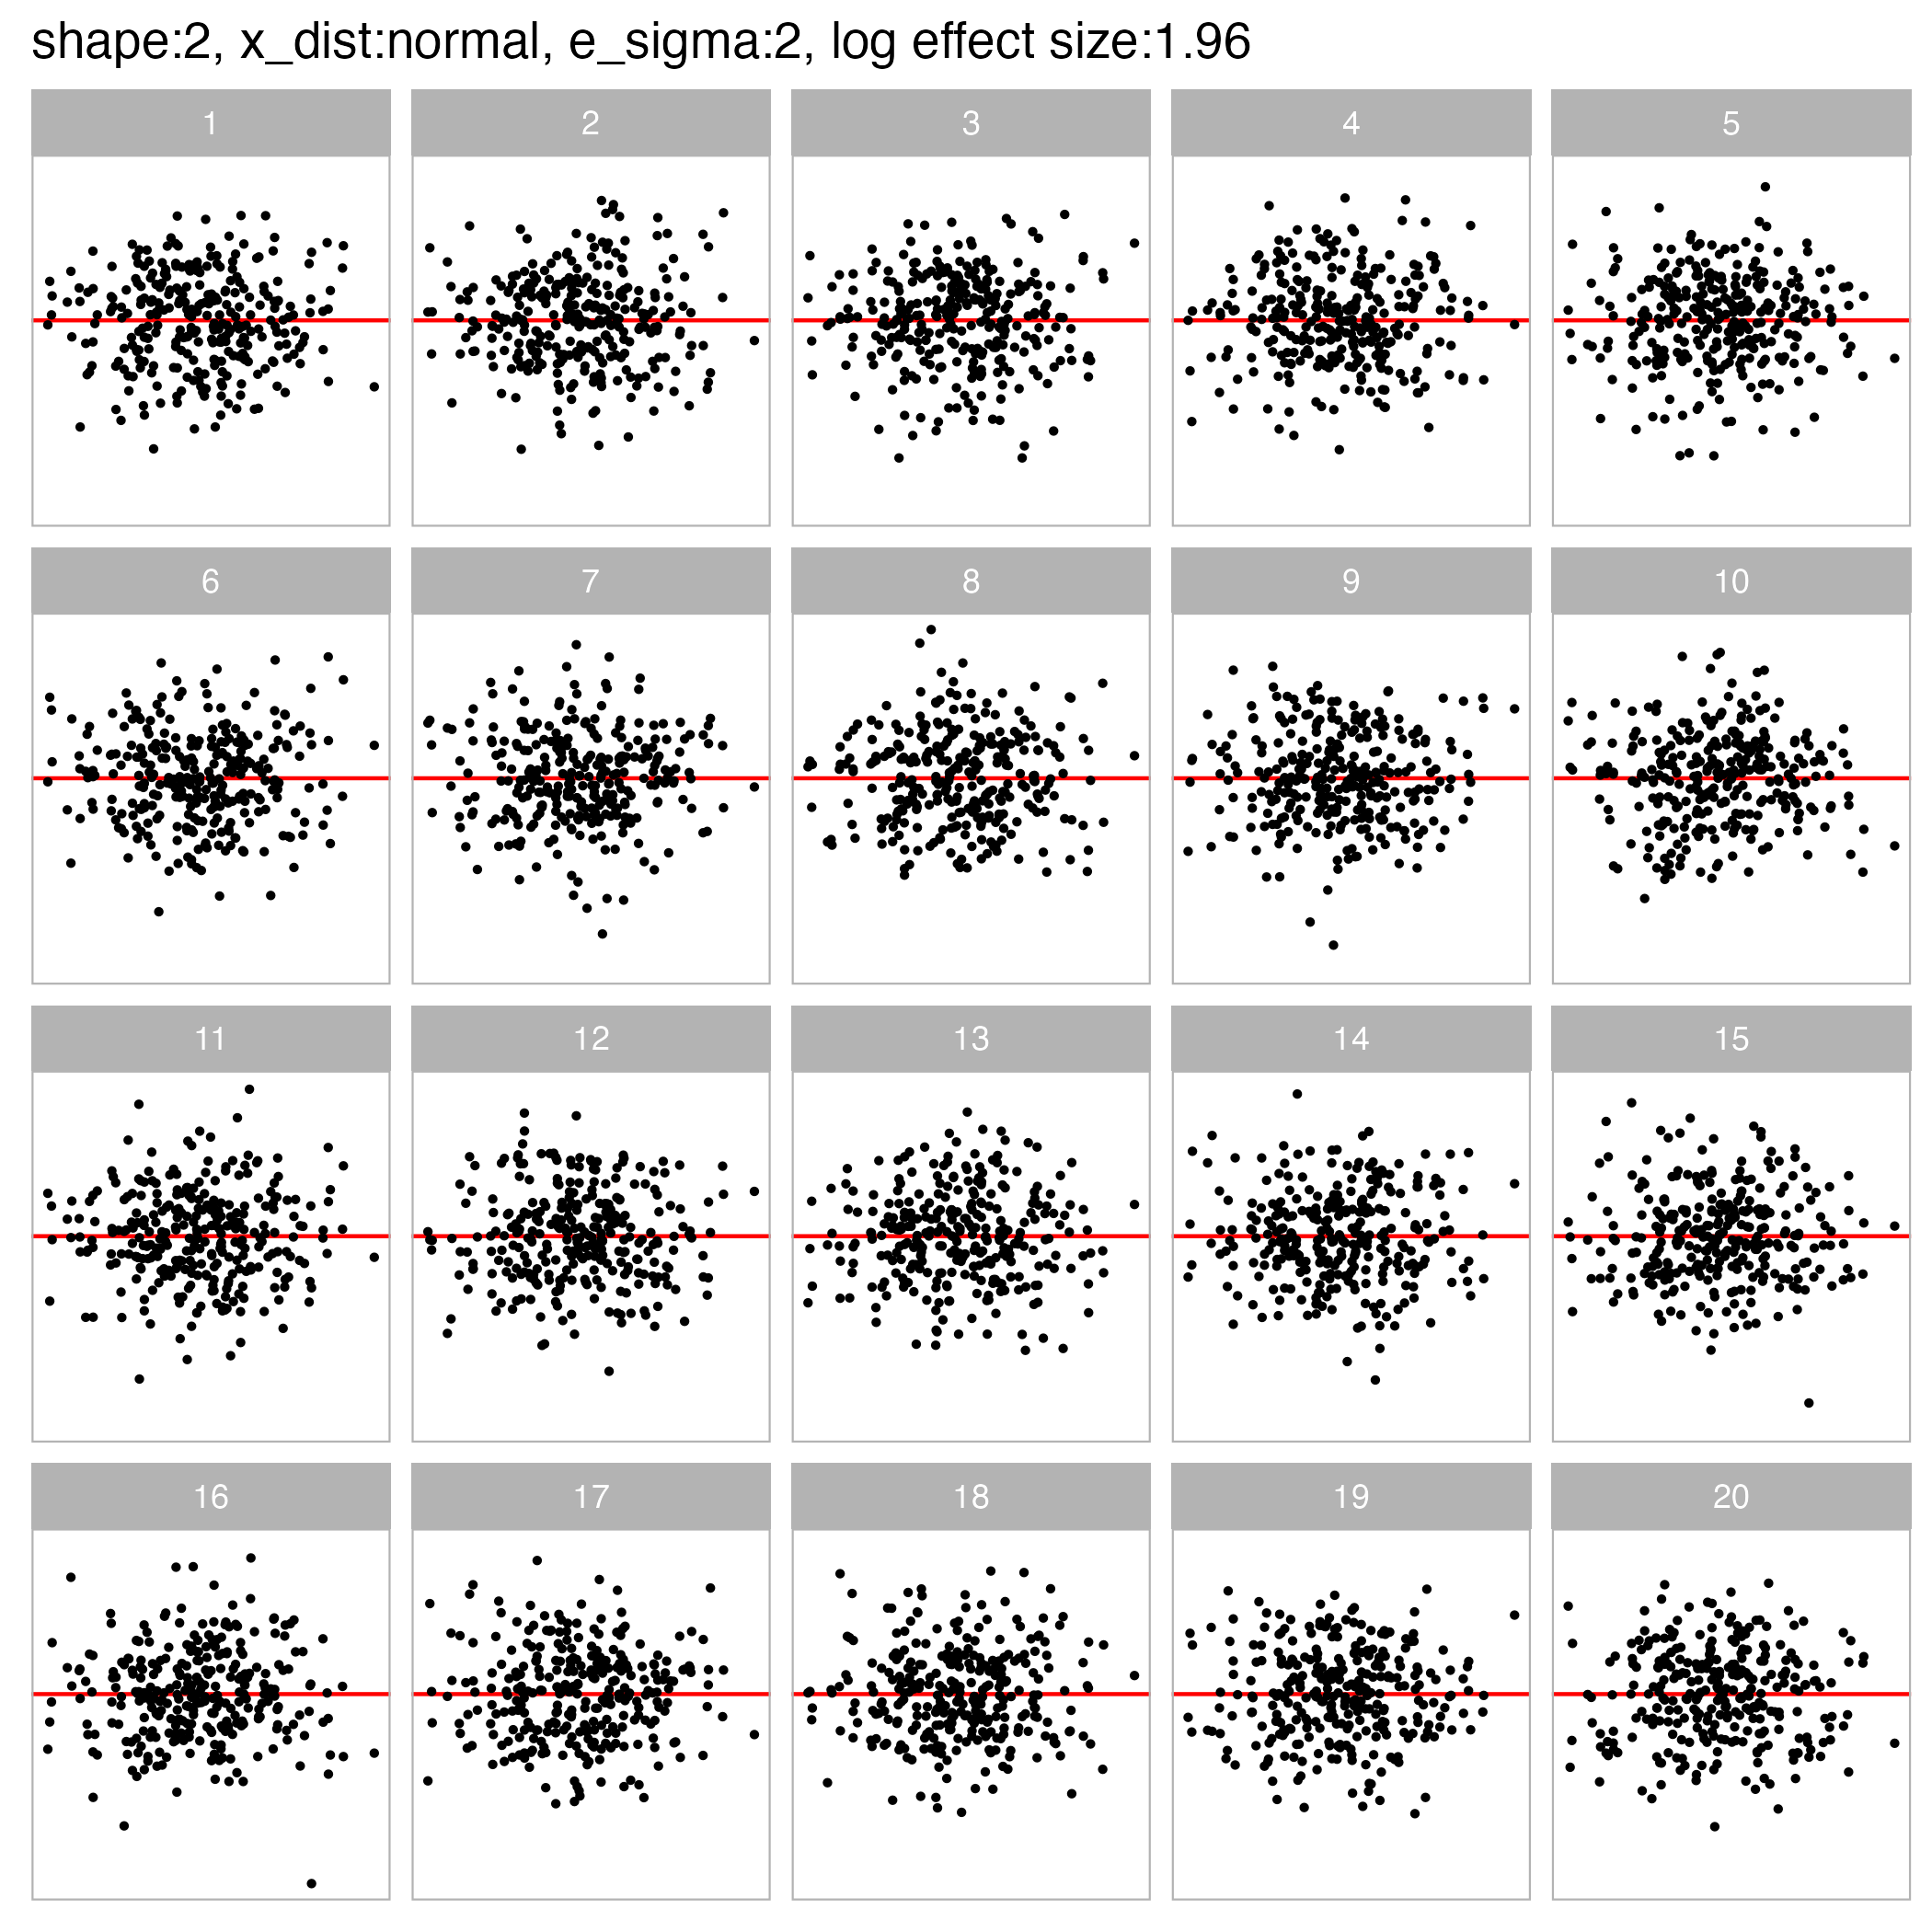 shape:2, x_dist:normal, e_sigma:2, log effect size:1.96
1 2 3 4 5
6 7 8 9 10
11 12 13 14 15
16 17 18 19 20